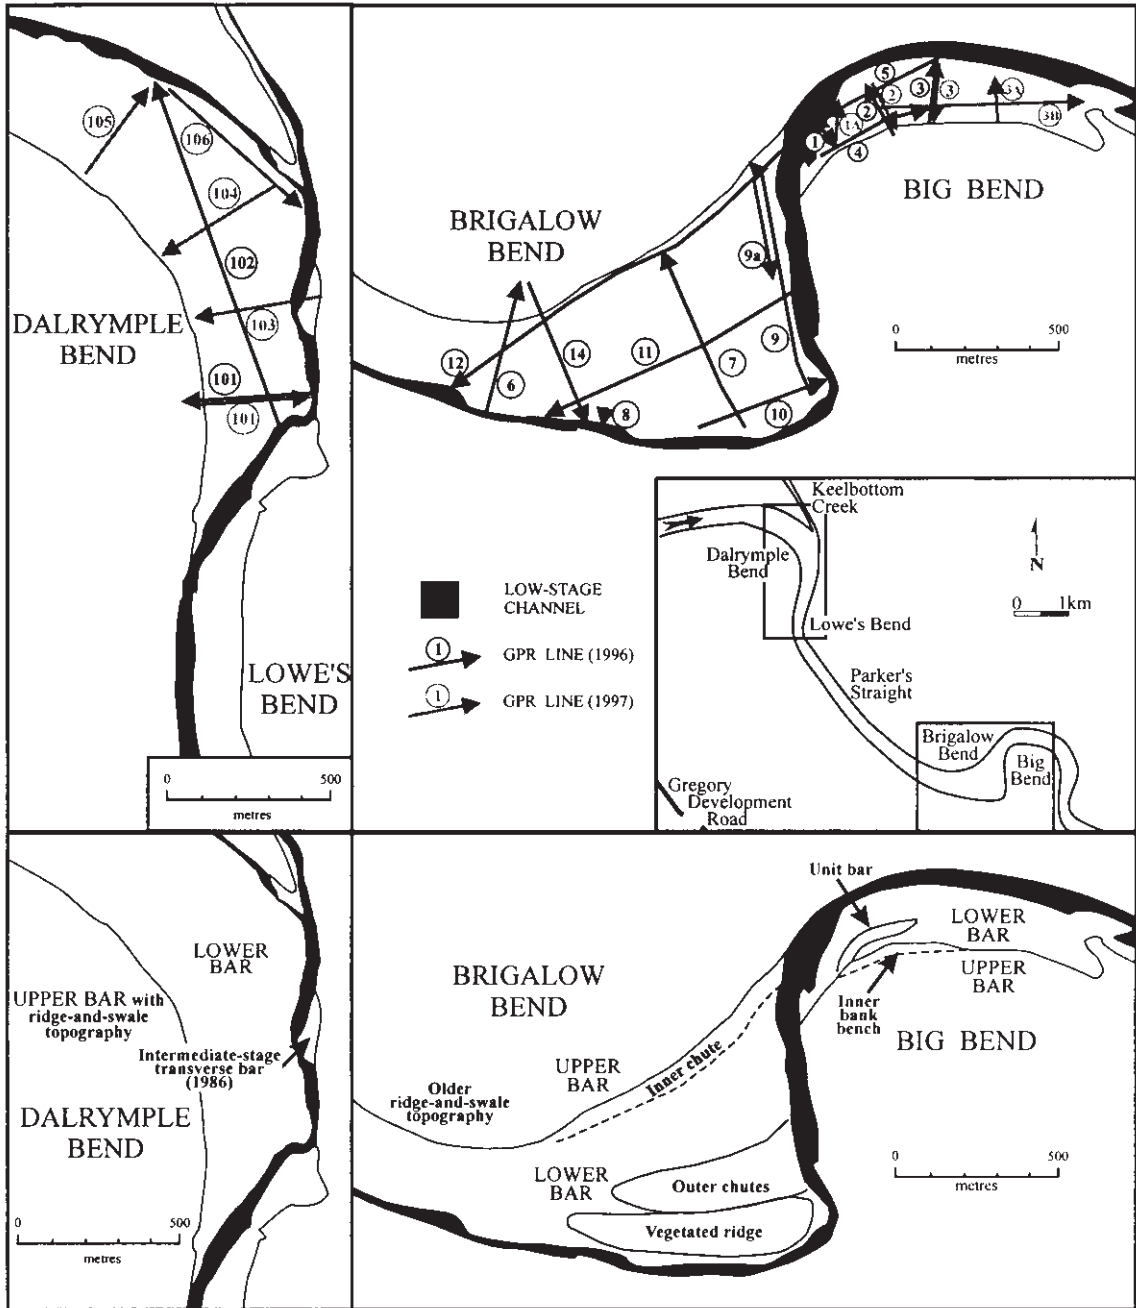 105
106
104
102
103
101
101
DALRYMPLE
BEND
LOWE'S
BEND
0 500
metres
BRIGALOW
BEND
BIG BEND
5
2
3
3
3A
3B
1A
2
1
4
9a
12
6
14
11
7
9
8
10
0 500
metres
LOW-STAGE
CHANNEL
1
GPR LINE (1996)
1
GPR LINE (1997)
Keelbottom
Creek
Dalrymple
Bend
Lowe's Bend
N
0 1km
Parker's
Straight
Brigalow
Bend
Big
Bend
Gregory
Development
Road
LOWER
BAR
UPPER BAR with
ridge-and-swale
topography
Intermediate-stage
transverse bar
(1986)
DALRYMPLE
BEND
0 500
metres
Unit bar
LOWER
BAR
UPPER
BAR
Inner
bank
bench
BRIGALOW
BEND
BIG BEND
UPPER
BAR
Inner chute
Older
ridge-and-swale
topography
LOWER
BAR
Outer chutes
Vegetated ridge
0 500
metres